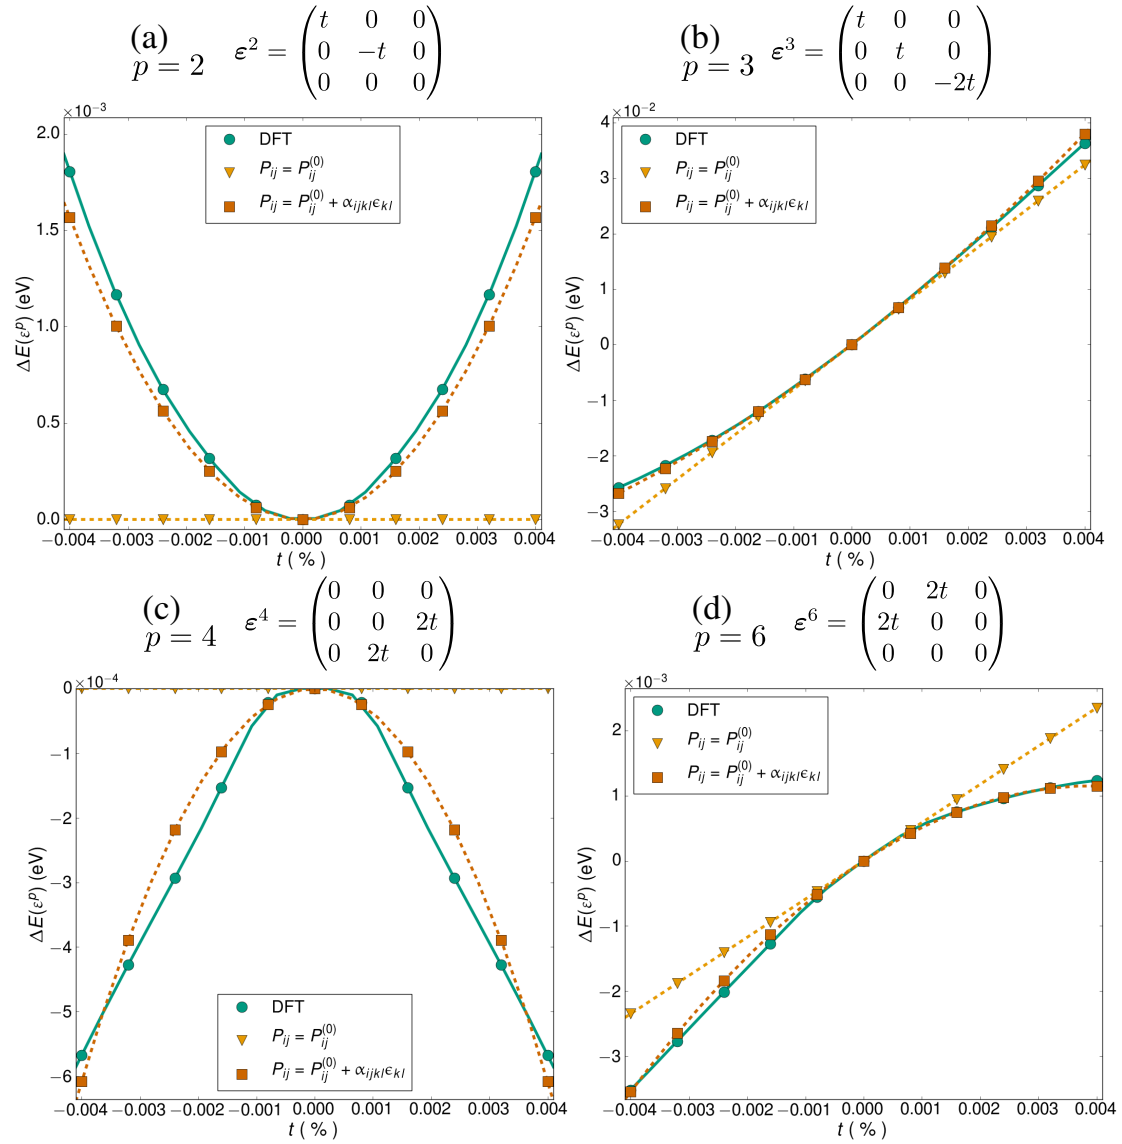 (a)
p = 2 ε² = ( t 0 0
0 −t 0
0 0 0 )
×10⁻³
2.0
1.5
1.0
0.5
0.0
ΔE(εᵖ) (eV)
DFT
P_ij = P_ij^(0)
P_ij = P_ij^(0) + α_ijkl ϵ_kl
−0.004 −0.003 −0.002 −0.001 0.000 0.001 0.002 0.003 0.004
t ( % )
(b)
p = 3 ε³ = ( t 0 0
0 t 0
0 0 −2t )
×10⁻²
4
3
2
1
0
−1
−2
−3
ΔE(εᵖ) (eV)
DFT
P_ij = P_ij^(0)
P_ij = P_ij^(0) + α_ijkl ϵ_kl
−0.004 −0.003 −0.002 −0.001 0.000 0.001 0.002 0.003 0.004
t ( % )
(c)
p = 4 ε⁴ = ( 0 0 0
0 0 2t
0 2t 0 )
×10⁻⁴
0
−1
−2
−3
−4
−5
−6
ΔE(εᵖ) (eV)
DFT
P_ij = P_ij^(0)
P_ij = P_ij^(0) + α_ijkl ϵ_kl
−0.004 −0.003 −0.002 −0.001 0.000 0.001 0.002 0.003 0.004
t ( % )
(d)
p = 6 ε⁶ = ( 0 2t 0
2t 0 0
0 0 0 )
×10⁻³
2
1
0
−1
−2
−3
ΔE(εᵖ) (eV)
DFT
P_ij = P_ij^(0)
P_ij = P_ij^(0) + α_ijkl ϵ_kl
−0.004 −0.003 −0.002 −0.001 0.000 0.001 0.002 0.003 0.004
t ( % )